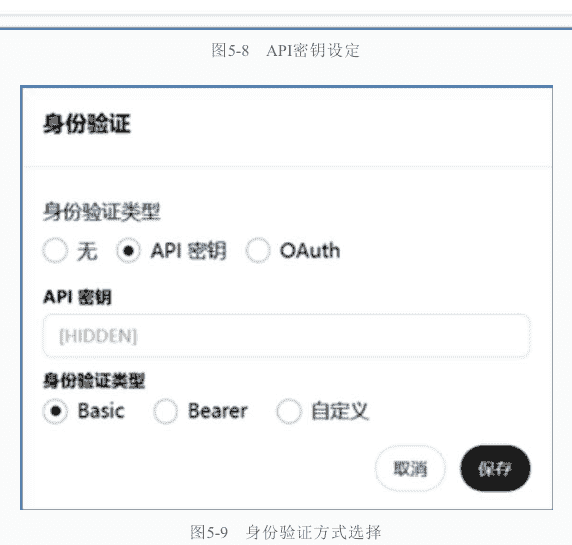 图5-8 API密钥设定
身份验证
身份验证类型
无 API 密钥 OAuth
API 密钥
[HIDDEN]
身份验证类型
Basic Bearer 自定义
取消 保存
图5-9 身份验证方式选择